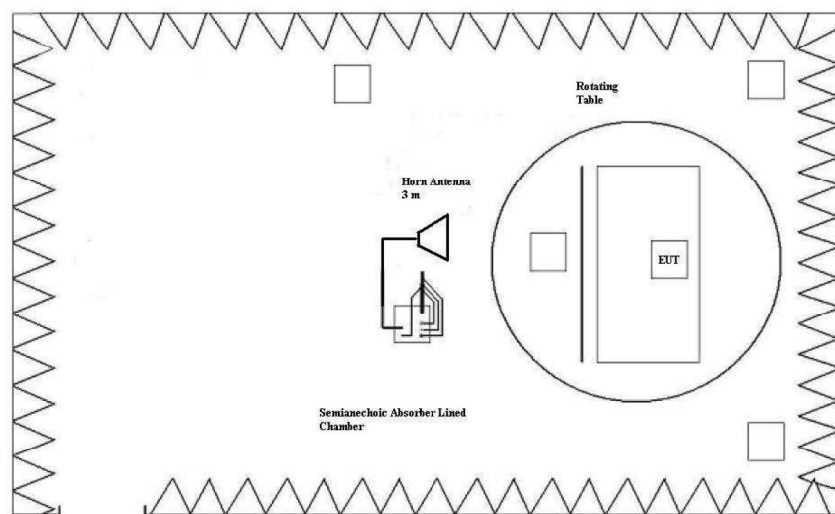 Rotating
Table
Horn Antenna
3 m
EUT
Semianechoic Absorber Lined
Chamber